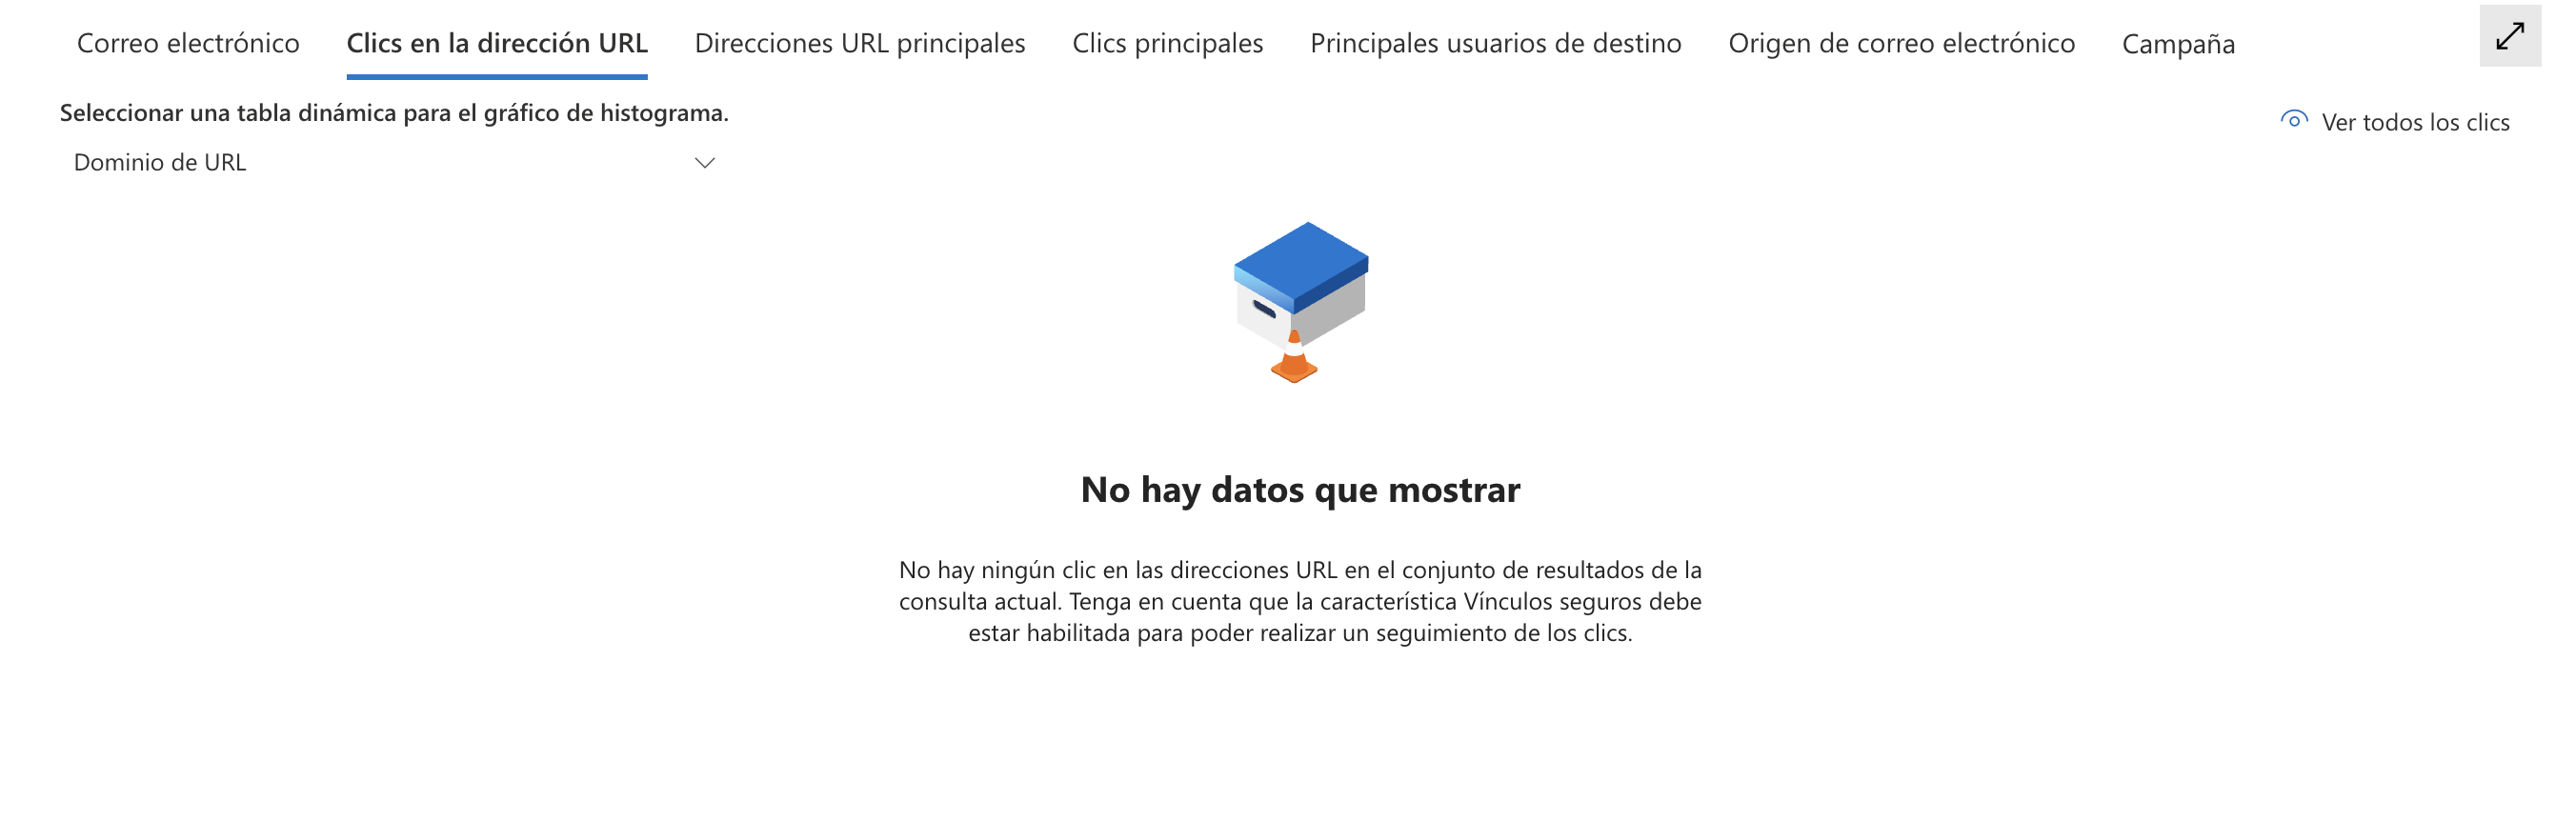 Correo electrónico
Clics en la dirección URL
Direcciones URL principales
Clics principales
Principales usuarios de destino
Origen de correo electrónico
Campaña
Seleccionar una tabla dinámica para el gráfico de histograma.
Ver todos los clics
Dominio de URL
No hay datos que mostrar
No hay ningún clic en las direcciones URL en el conjunto de resultados de la
consulta actual. Tenga en cuenta que la característica Vínculos seguros debe
estar habilitada para poder realizar un seguimiento de los clics.